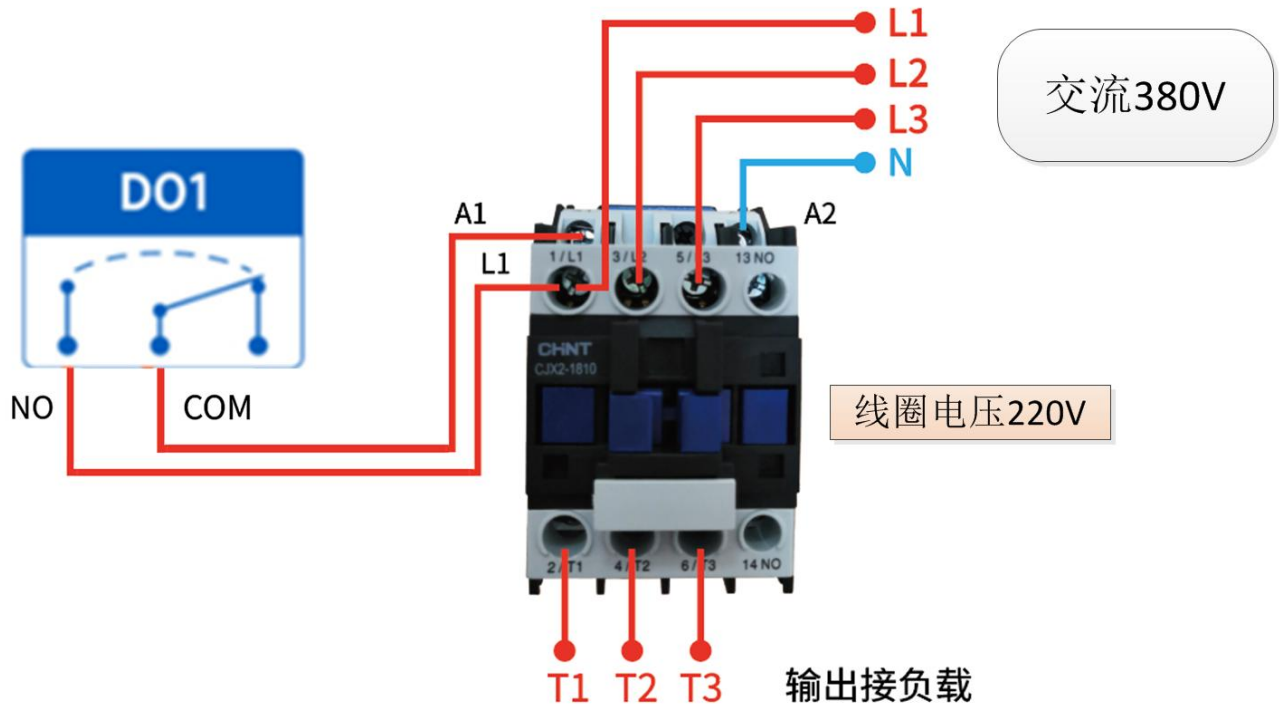 L1
L2
L3
N
交流380V
DO1
A1
A2
L1
1/L1 3/L2 5/L3 13 NO
CHNT
CJX2-1810
NO
COM
线圈电压220V
2/T1 4/T2 6/T3 14 NO
T1 T2 T3
输出接负载